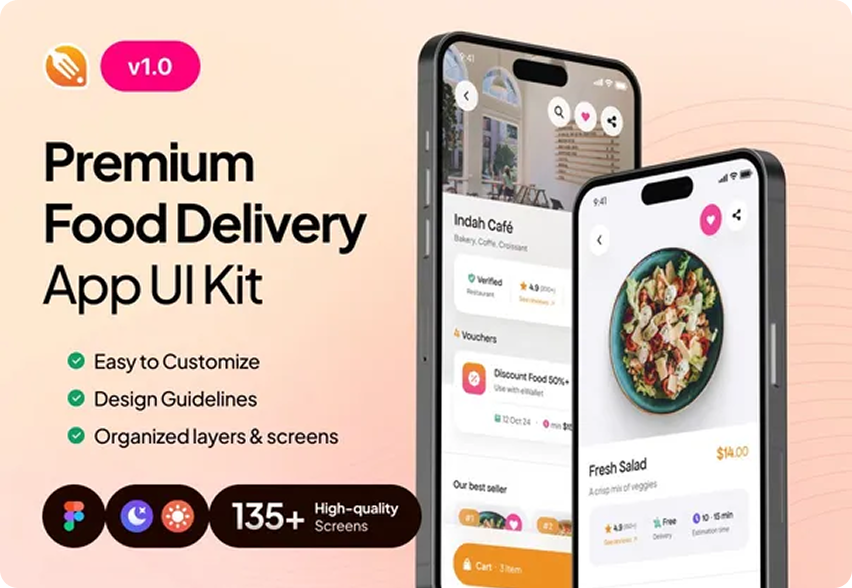 v1.0
Premium
Food Delivery
App UI Kit
Easy to Customize
Design Guidelines
Organized layers & screens
135+
High-quality
Screens
9:41
Indah Café
Bakery, Coffe, Croissant
Verified
Restaurant
4.9
See reviews
Vouchers
Discount Food 50%+
Use with eWallet
12 Oct 24
min
Our best seller
#1
#2
Cart · 3 Item
9:41
Fresh Salad
$14.00
A crisp mix of veggies
4.9
See reviews
Free
Delivery
10 - 15 min
Estimation time